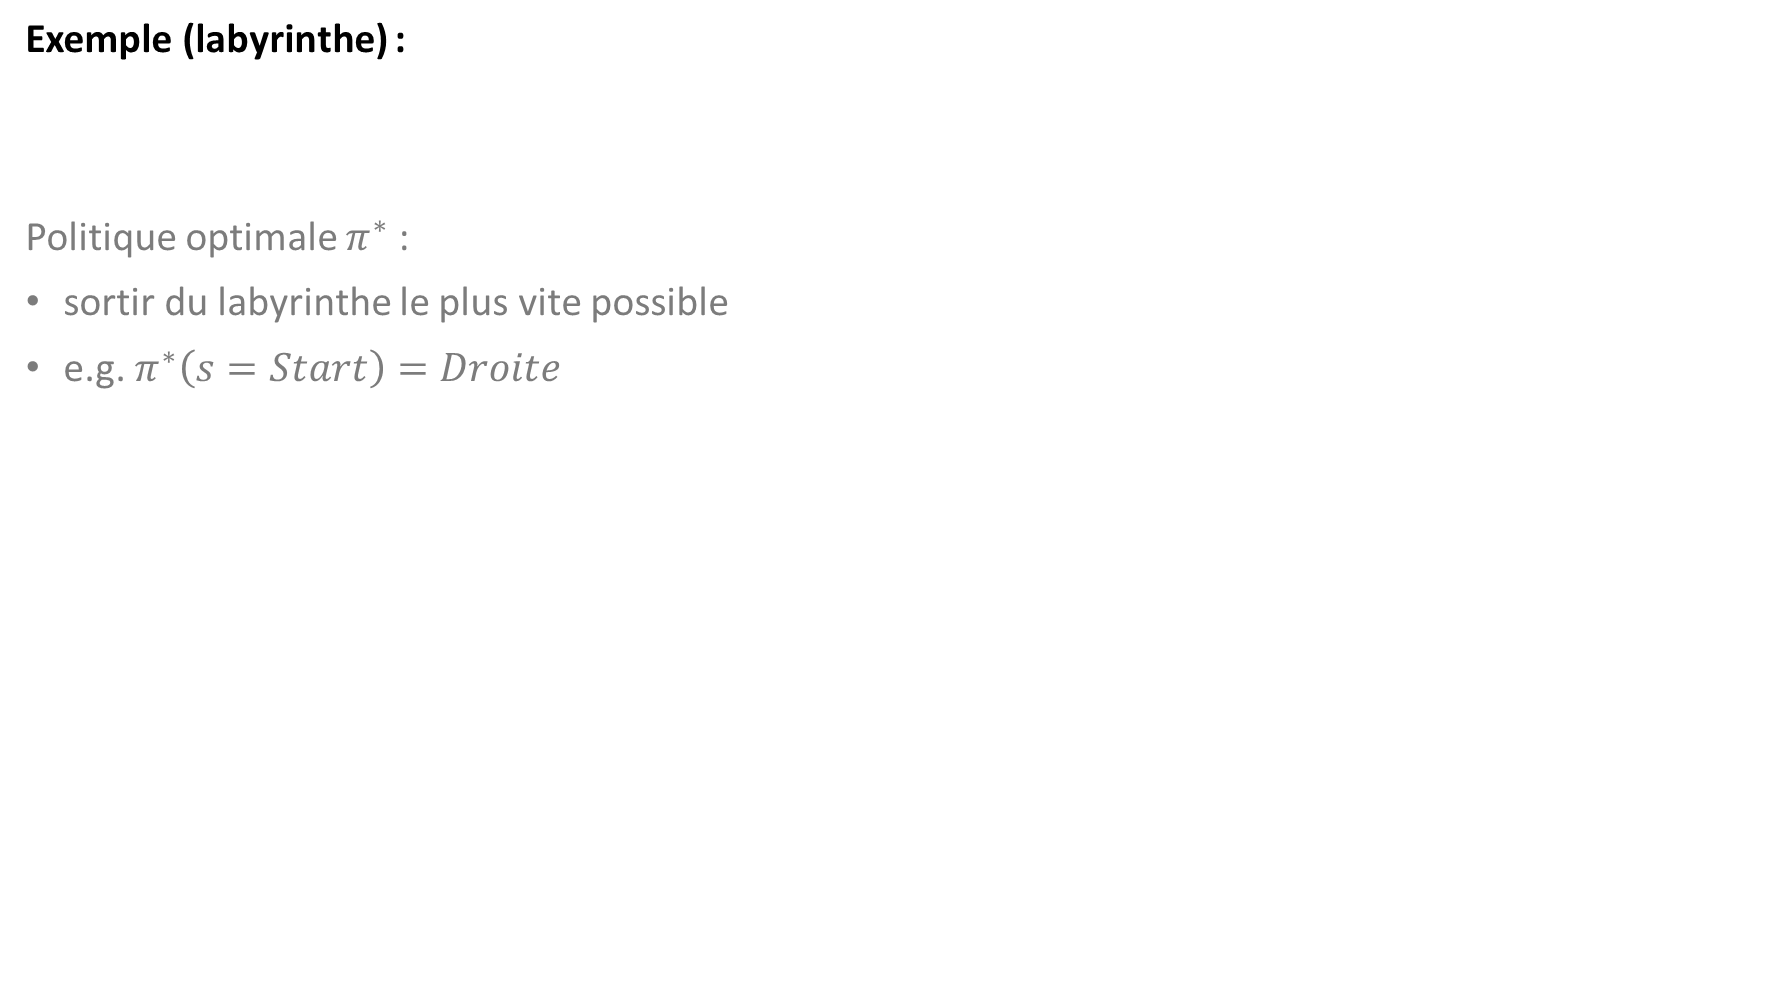 Exemple (labyrinthe) :
Politique optimale π* :
• sortir du labyrinthe le plus vite possible
• e.g. π*(s = Start) = Droite